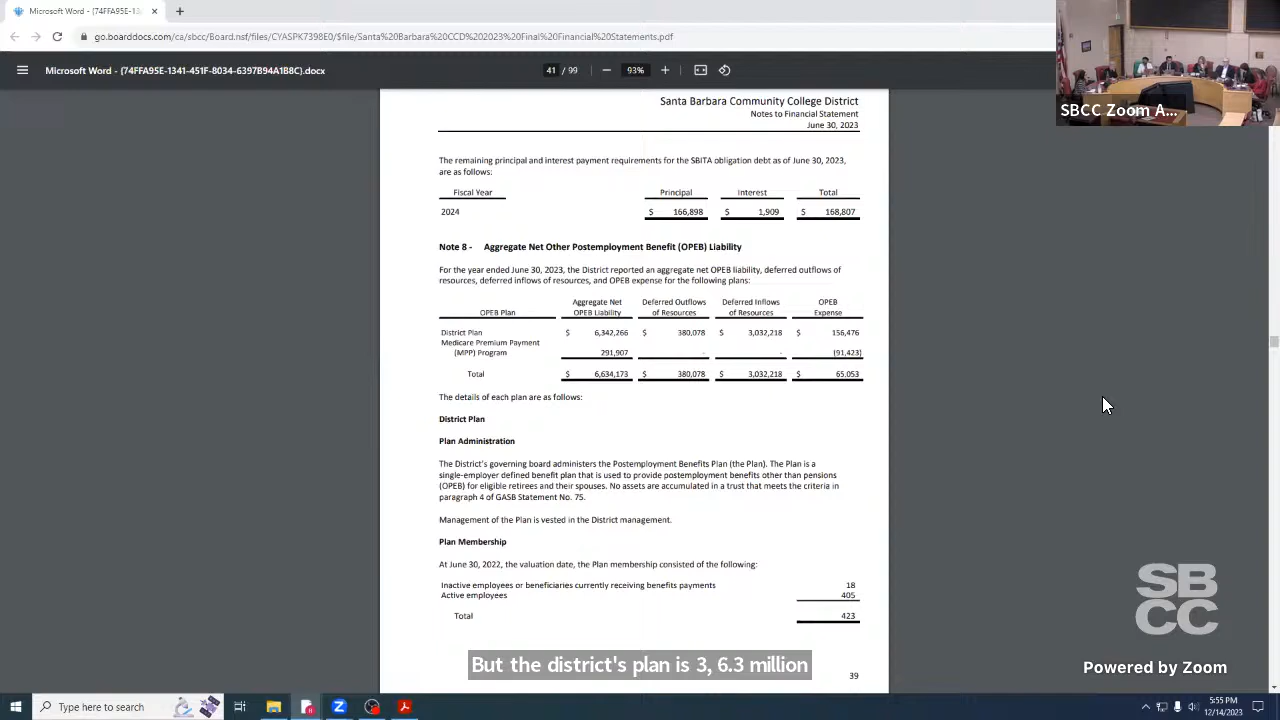 Microsoft Word - (74FFA95E-13
go.boarddocs.com/ca/sbcc/Board.nsf/files/CYASPK7398E0/$file/Santa%20Barbara%20CCD%202023%20Final%20Financial%20Statements.pdf
Microsoft Word - (74FFA95E-1341-451F-8034-6397B94A18EC).docx
41 / 99
93%
SBCC Zoom A...
Santa Barbara Community College District
Notes to Financial Statement
June 30, 2023
The remaining principal and interest payment requirements for the SBITA obligation debt as of June 30, 2023,
are as follows:
Fiscal Year Principal Interest Total
2024 $ 166,898 $ 1,909 $ 168,807
Note 8 - Aggregate Net Other Postemployment Benefit (OPEB) Liability
For the year ended June 30, 2023, the District reported an aggregate net OPEB liability, deferred outflows of
resources, deferred inflows of resources, and OPEB expense for the following plans:
Aggregate Net Deferred Outflows Deferred Inflows OPEB
OPEB Plan OPEB Liability of Resources of Resources Expense
District Plan $ 6,342,266 $ 380,078 $ 3,032,218 $ 156,476
Medicare Premium Payment
(MPP) Program 291,907 - - (91,423)
Total $ 6,634,173 $ 380,078 $ 3,032,218 $ 65,053
The details of each plan are as follows:
District Plan
Plan Administration
The District's governing board administers the Postemployment Benefits Plan (the Plan). The Plan is a
single-employer defined benefit plan that is used to provide postemployment benefits other than pensions
(OPEB) for eligible retirees and their spouses. No assets are accumulated in a trust that meets the criteria in
paragraph 4 of GASB Statement No. 75.
Management of the Plan is vested in the District management.
Plan Membership
At June 30, 2022, the valuation date, the Plan membership consisted of the following:
Inactive employees or beneficiaries currently receiving benefits payments 18
Active employees 405
Total 423
39
But the district's plan is 3, 6.3 million
SB
CC
Powered by Zoom
Type here to search
5:55 PM
12/14/2023